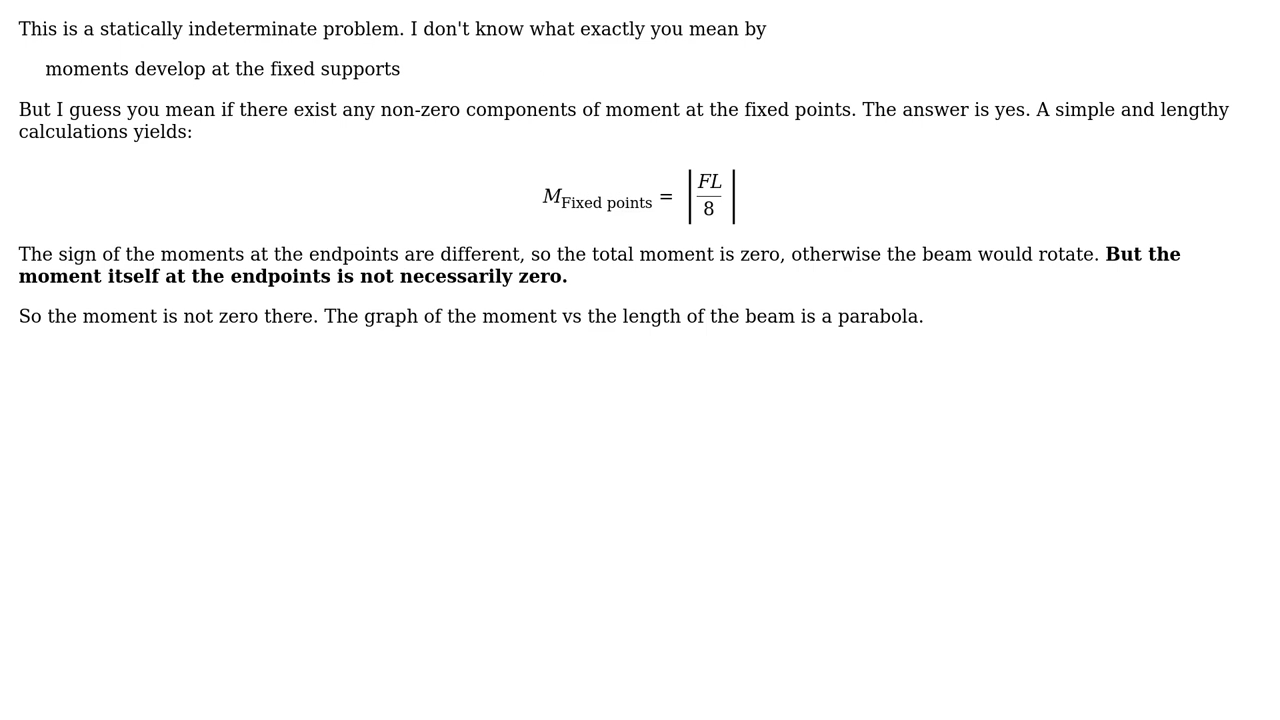 This is a statically indeterminate problem. I don't know what exactly you mean by
moments develop at the fixed supports
But I guess you mean if there exist any non-zero components of moment at the fixed points. The answer is yes. A simple and lengthy
calculations yields:
M_{Fixed points} = |\frac{FL}{8}|
The sign of the moments at the endpoints are different, so the total moment is zero, otherwise the beam would rotate. But the
moment itself at the endpoints is not necessarily zero.
So the moment is not zero there. The graph of the moment vs the length of the beam is a parabola.